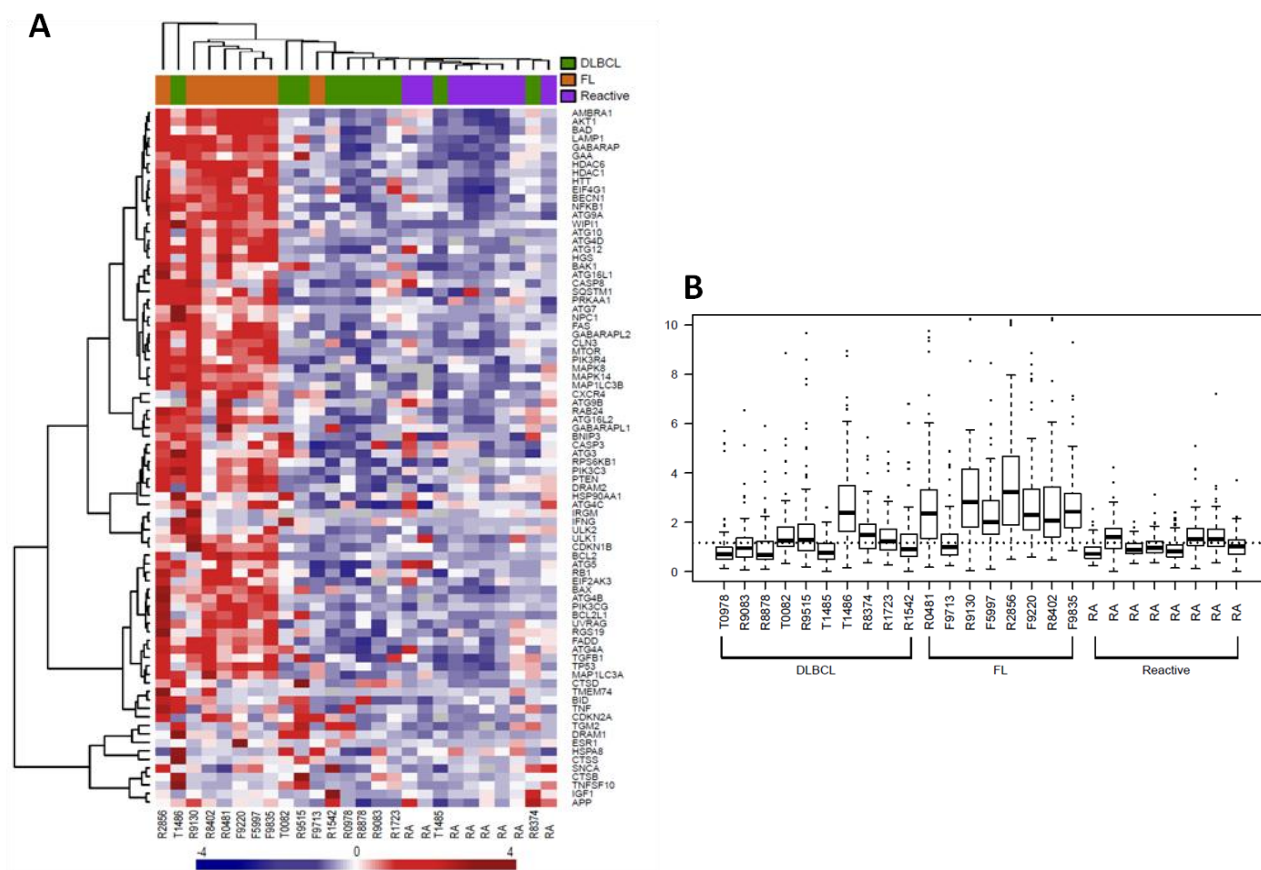 A
DLBCL
FL
Reactive
AMBRA1
AKT1
BAD
LAMP1
GABARAP
GAA
HDAC6
HDAC1
HTT
EIF4G1
BECN1
NFKB1
ATG9A
WIPI1
ATG10
ATG4D
ATG12
HGS
BAK1
ATG16L1
CASP8
SQSTM1
PRKAA1
ATG7
NPC1
FAS
GABARAPL2
CLN3
MTOR
PIK3R4
MAPK8
MAPK14
MAP1LC3B
CXCR4
ATG9B
RAB24
ATG16L2
GABARAPL1
BNIP3
CASP3
ATG3
RPS6KB1
PIK3C3
PTEN
DRAM2
HSP90AA1
ATG4C
IRGM
IFNG
ULK2
ULK1
CDKN1B
BCL2
ATG5
RB1
EIF2AK3
BAX
ATG4B
PIK3CG
BCL2L1
UVRAG
RGS19
FADD
ATG4A
TGFB1
TP53
MAP1LC3A
CTSD
TMEM74
BID
TNF
CDKN2A
TGM2
DRAM1
ESR1
HSPA8
CTSS
SNCA
CTSB
TNFSF10
IGF1
APP
R2856 T1486 R9130 R8402 R0481 F9220 F5997 F9835 T0082 R9515 F9713 R1542 R0978 R8878 R9083 R1723 RA RA T1485 RA RA RA RA RA R8374 RA
-4 0 4
B
10
8
6
4
2
0
T0978 R9083 R8878 T0082 R9515 T1485 T1486 R8374 R1723 R1542 R0481 F9713 R9130 F5997 R2856 F9220 R8402 F9835 RA RA RA RA RA RA RA RA
DLBCL FL Reactive